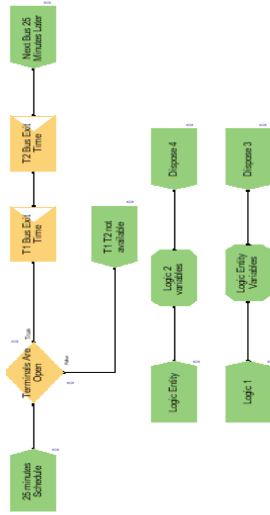 25 minutes
Schedule
Terminals Are
Open
True
False
T1 Bus Exit
Time
T2 Bus Exit
Time
Next Bus 25
Minutes Later
T1 T2 not
available
Logic Entity
Logic 2
variables
Dispose 4
Logic 1
Logic Entity
Variables
Dispose 3